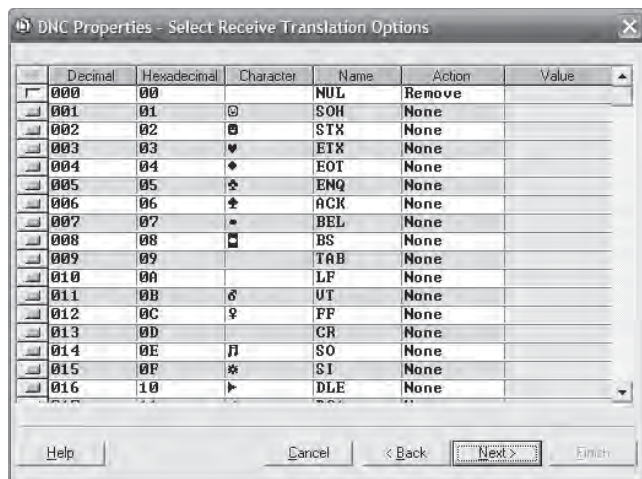 DNC Properties - Select Receive Translation Options
Decimal Hexadecimal Character Name Action Value
000 00 NUL Remove
001 01 ☺ SOH None
002 02 ☻ STX None
003 03 ♥ ETX None
004 04 ♦ EOT None
005 05 ♣ ENQ None
006 06 ♠ ACK None
007 07 • BEL None
008 08 ◘ BS None
009 09 TAB None
010 0A LF None
011 0B ♂ VT None
012 0C ♀ FF None
013 0D CR None
014 0E ♫ SO None
015 0F ☼ SI None
016 10 ► DLE None
Help Cancel < Back Next > Finish